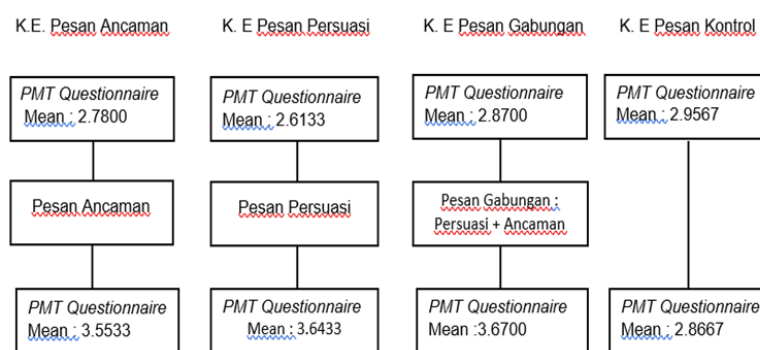 K.E. Pesan Ancaman
K. E Pesan Persuasi
K. E Pesan Gabungan
K. E Pesan Kontrol
PMT Questionnaire
Mean : 2.7800
PMT Questionnaire
Mean : 2.6133
PMT Questionnaire
Mean : 2.8700
PMT Questionnaire
Mean : 2.9567
Pesan Ancaman
Pesan Persuasi
Pesan Gabungan :
Persuasi + Ancaman
PMT Questionnaire
Mean : 3.5533
PMT Questionnaire
Mean : 3.6433
PMT Questionnaire
Mean :3.6700
PMT Questionnaire
Mean : 2.8667